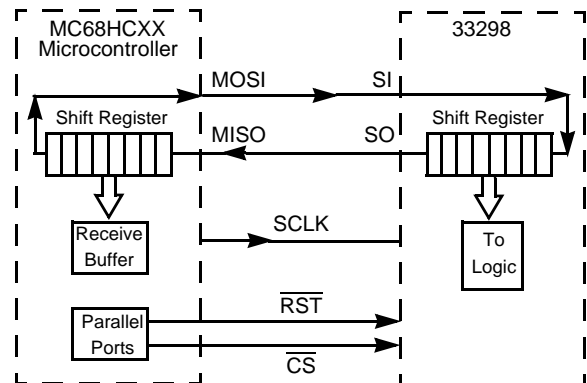 MC68HCXX
Microcontroller
33298
MOSI
SI
Shift Register
Shift Register
MISO
SO
SCLK
Receive
Buffer
To
Logic
RST
Parallel
Ports
CS